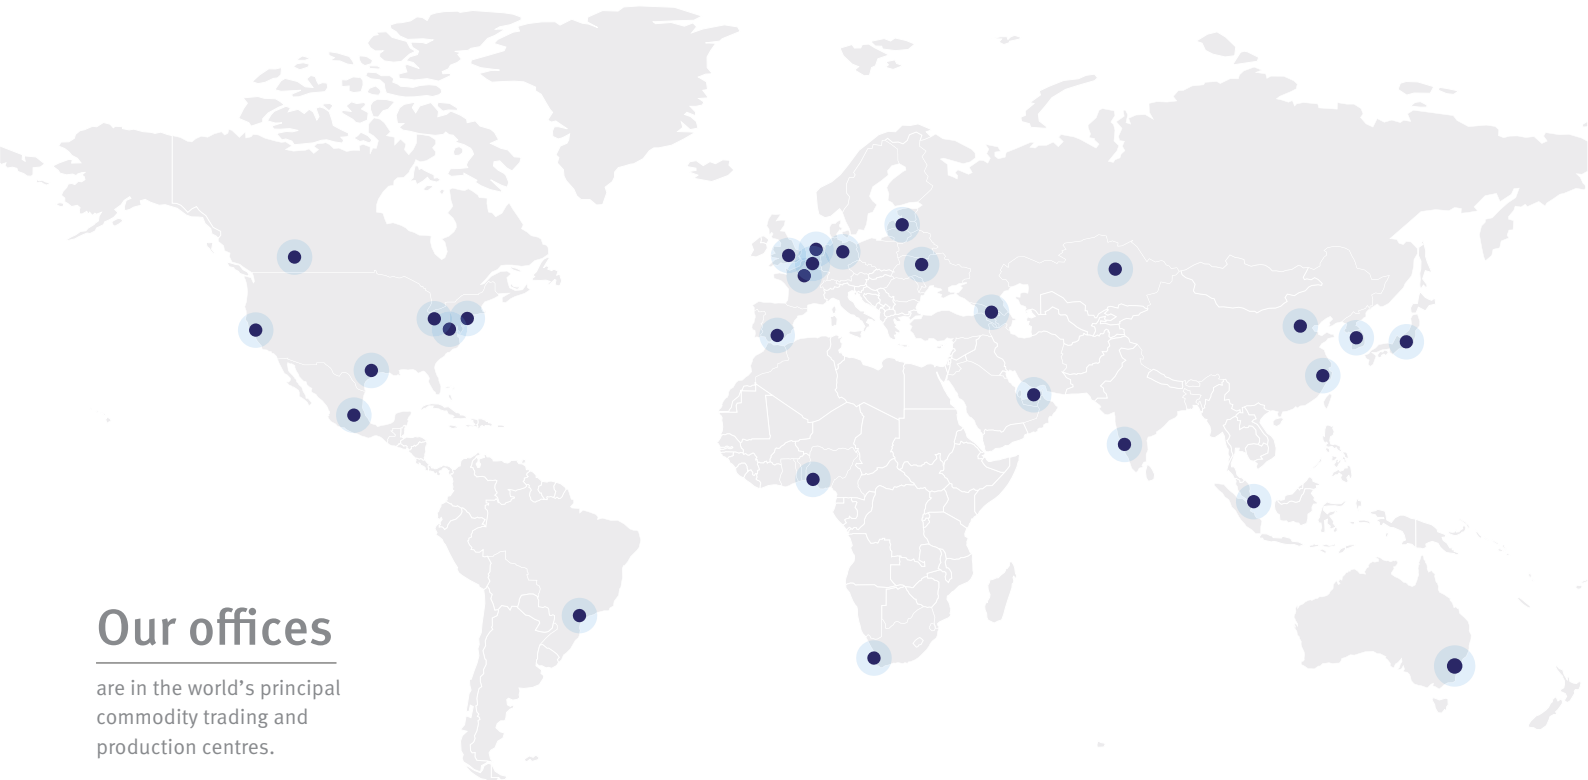 Our offices
are in the world’s principal
commodity trading and
production centres.